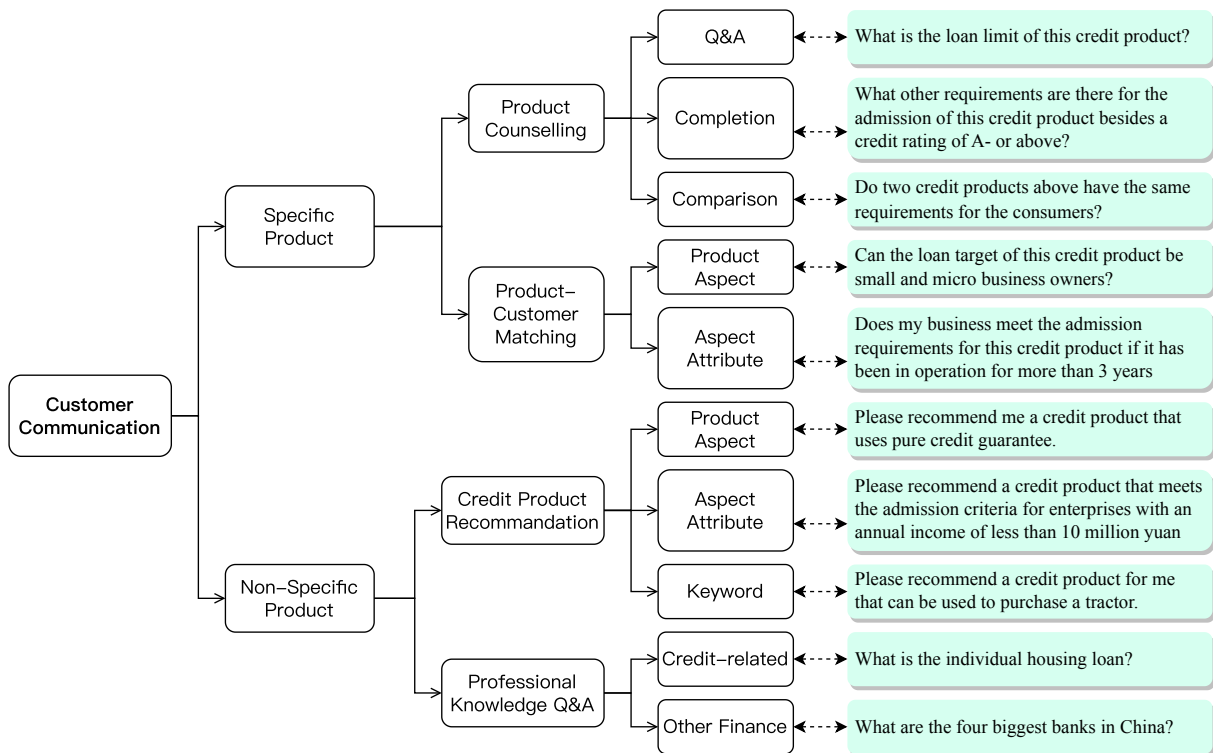 Customer
Communication
Specific
Product
Non-Specific
Product
Product
Counselling
Product-
Customer
Matching
Credit Product
Recommandation
Professional
Knowledge Q&A
Q&A
What is the loan limit of this credit product?
Completion
What other requirements are there for the
admission of this credit product besides a
credit rating of A- or above?
Comparison
Do two credit products above have the same
requirements for the consumers?
Product
Aspect
Can the loan target of this credit product be
small and micro business owners?
Aspect
Attribute
Does my business meet the admission
requirements for this credit product if it has
been in operation for more than 3 years
Product
Aspect
Please recommend me a credit product that
uses pure credit guarantee.
Aspect
Attribute
Please recommend a credit product that meets
the admission criteria for enterprises with an
annual income of less than 10 million yuan
Keyword
Please recommend a credit product for me
that can be used to purchase a tractor.
Credit-related
What is the individual housing loan?
Other Finance
What are the four biggest banks in China?